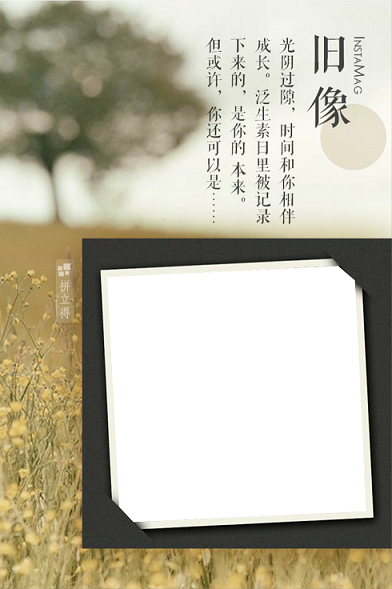 旧像
INSTAMAG
光阴过隙，时间和你相伴
成长。泛生素日里被记录
下来的，是你的本来。
但或许，你还可以是……
拼立得